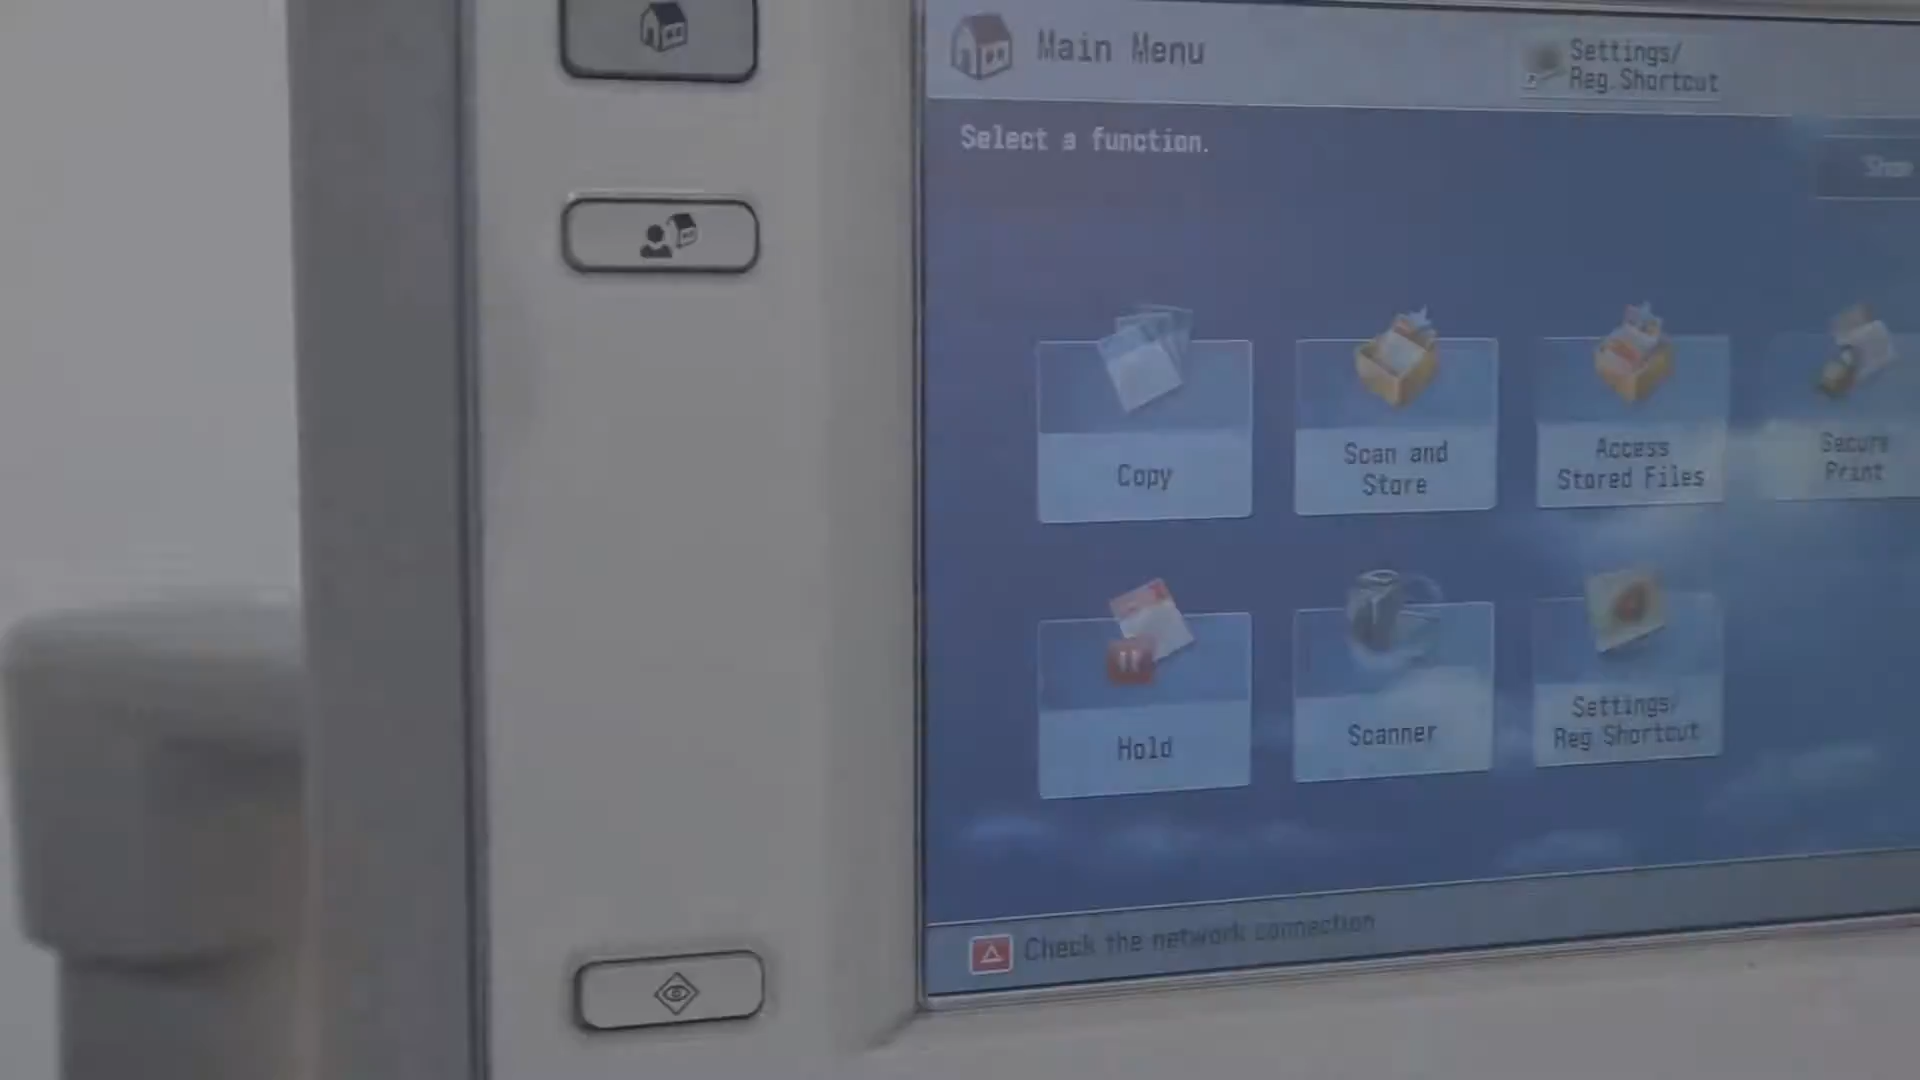 Main Menu
Settings/
Reg.Shortcut
Select a function.
Show
Copy
Scan and
Store
Access
Stored Files
Secure
Print
Hold
Scanner
Settings/
Reg Shortcut
Check the network connection